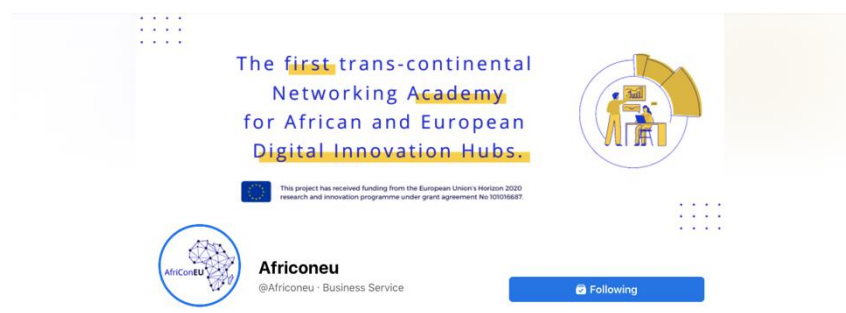 The first trans-continental
Networking Academy
for African and European
Digital Innovation Hubs.
This project has received funding from the European Union's Horizon 2020
research and innovation programme under grant agreement No 101016687.
AfriConEU
Africoneu
@Africoneu · Business Service
Following